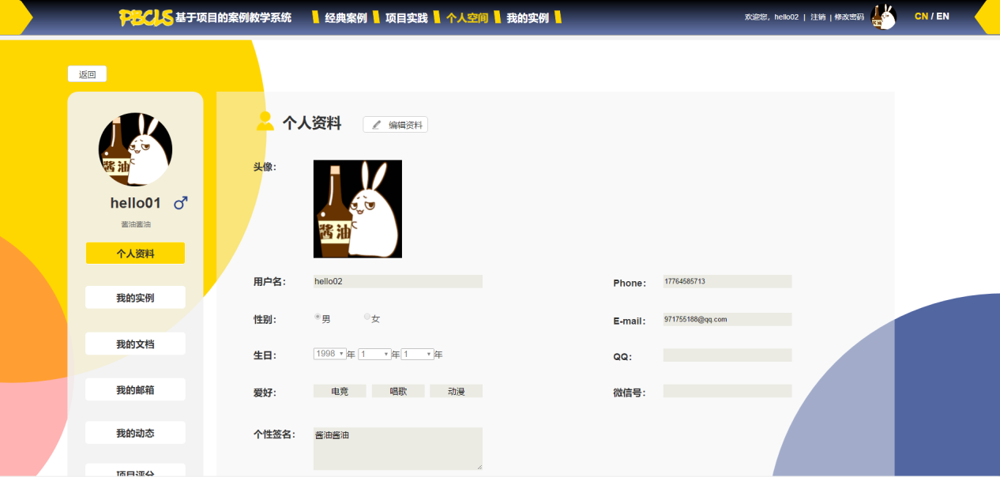 PBCLS 基于项目的案例教学系统 经典案例 项目实践 个人空间 我的实例 欢迎您，hello02 | 注销 | 修改密码 CN / EN
返回
酱油
hello01
酱油酱油
个人资料
我的实例
我的文档
我的邮箱
我的动态
项目评分
个人资料 编辑资料
头像：
酱油
用户名： hello02 Phone： 17764585713
性别： 男 女 E-mail： 971755188@qq.com
生日： 1998 年 1 年 1 年 QQ：
爱好： 电竞 唱歌 动漫 微信号：
个性签名： 酱油酱油